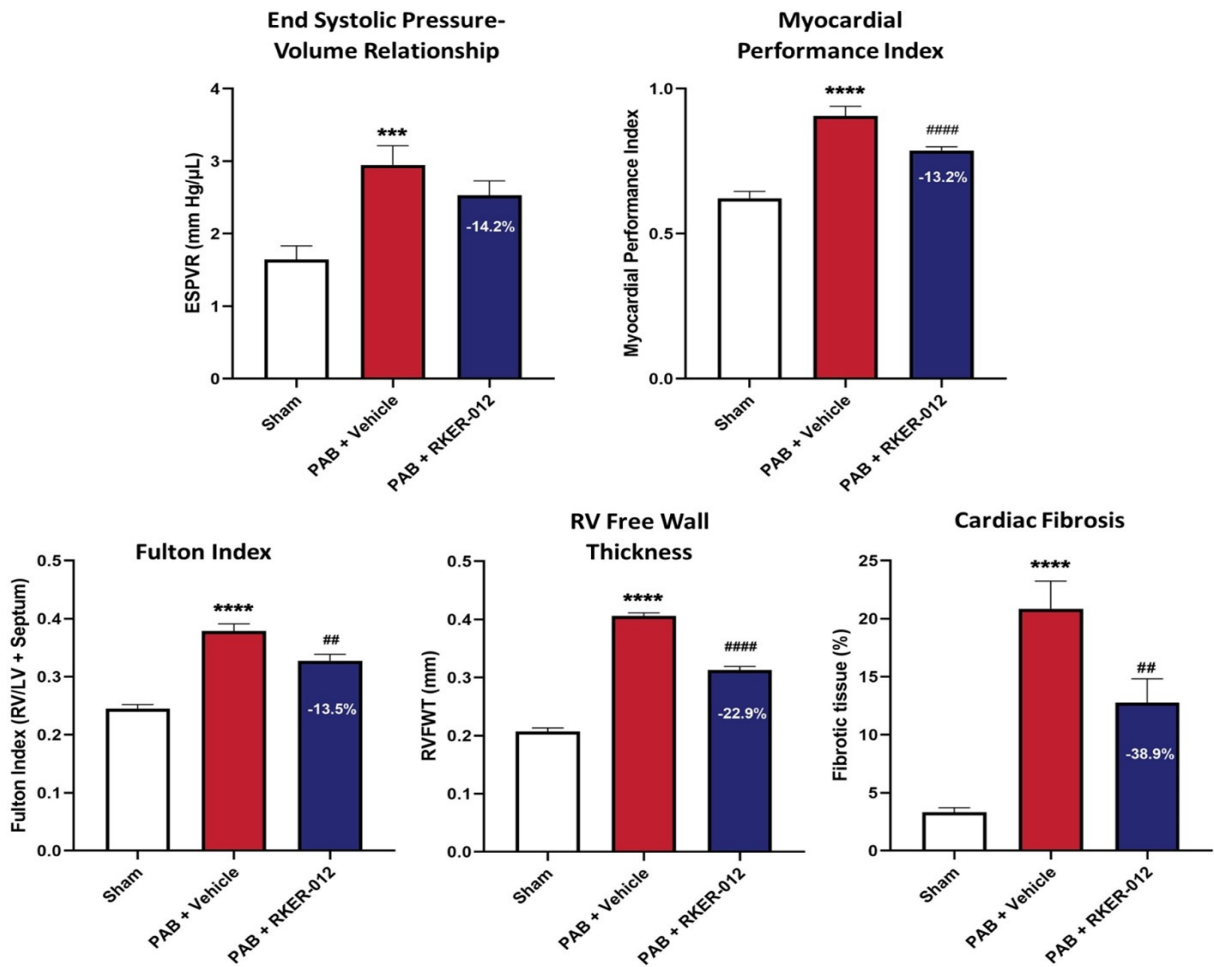 End Systolic Pressure-
Volume Relationship
ESPVR (mm Hg/µL)
4
3
2
1
0
***
-14.2%
Sham
PAB + Vehicle
PAB + RKER-012
Myocardial
Performance Index
Myocardial Performance Index
1.0
0.5
0.0
****
####
-13.2%
Sham
PAB + Vehicle
PAB + RKER-012
Fulton Index
Fulton Index (RV/LV + Septum)
0.5
0.4
0.3
0.2
0.1
0.0
****
##
-13.5%
Sham
PAB + Vehicle
PAB + RKER-012
RV Free Wall
Thickness
RVFWT (mm)
0.5
0.4
0.3
0.2
0.1
0.0
****
####
-22.9%
Sham
PAB + Vehicle
PAB + RKER-012
Cardiac Fibrosis
Fibrotic tissue (%)
25
20
15
10
5
0
****
##
-38.9%
Sham
PAB + Vehicle
PAB + RKER-012